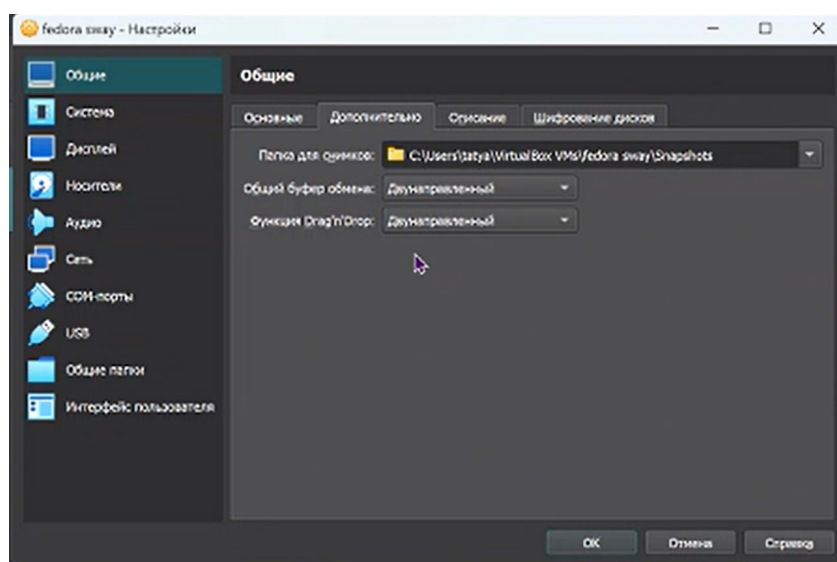 fedora sway - Настройки
Общие
Система
Дисплей
Носители
Аудио
Сеть
COM-порты
USB
Общие папки
Интерфейс пользователя
Общие
Основные Дополнительно Описание Шифрование дисков
Папка для снимков: C:\Users\tatya\VirtualBox VMs\fedora sway\Snapshots
Общий буфер обмена: Двунаправленный
Функция Drag'n'Drop: Двунаправленный
OK Отмена Справка